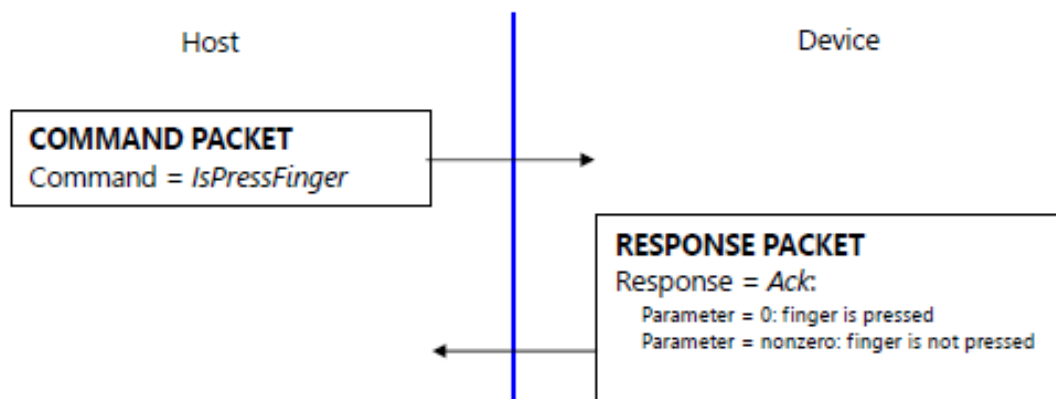 Host
Device
COMMAND PACKET
Command = IsPressFinger
RESPONSE PACKET
Response = Ack:
Parameter = 0: finger is pressed
Parameter = nonzero: finger is not pressed